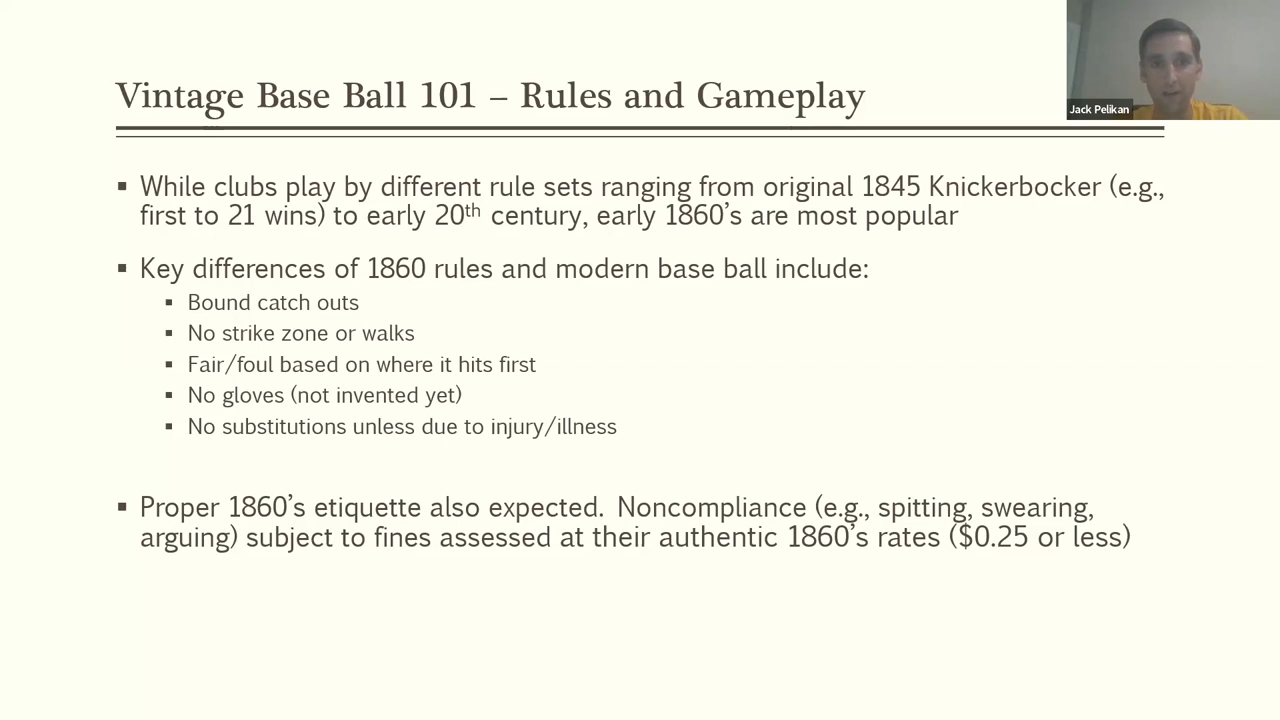 Vintage Base Ball 101 – Rules and Gameplay
Jack Pelikan
▪ While clubs play by different rule sets ranging from original 1845 Knickerbocker (e.g.,
first to 21 wins) to early 20th century, early 1860’s are most popular
▪ Key differences of 1860 rules and modern base ball include:
▪ Bound catch outs
▪ No strike zone or walks
▪ Fair/foul based on where it hits first
▪ No gloves (not invented yet)
▪ No substitutions unless due to injury/illness
▪ Proper 1860’s etiquette also expected. Noncompliance (e.g., spitting, swearing,
arguing) subject to fines assessed at their authentic 1860’s rates ($0.25 or less)